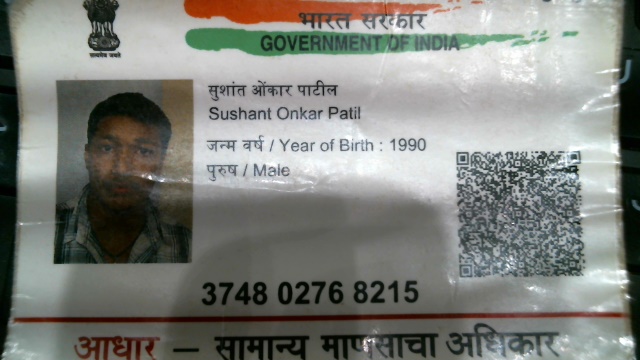 भारत सरकार
GOVERNMENT OF INDIA
सुशांत ओंकार पाटील
Sushant Onkar Patil
जन्म वर्ष / Year of Birth : 1990
पुरुष / Male
3748 0276 8215
आधार — सामान्य माणसाचा अधिकार